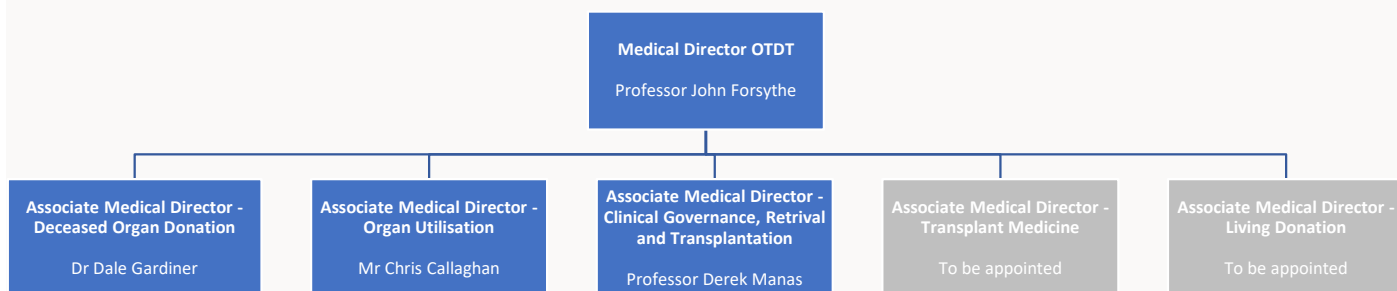 Medical Director OTDT
Professor John Forsythe
Associate Medical Director -
Deceased Organ Donation
Dr Dale Gardiner
Associate Medical Director -
Organ Utilisation
Mr Chris Callaghan
Associate Medical Director -
Clinical Governance, Retrival
and Transplantation
Professor Derek Manas
Associate Medical Director -
Transplant Medicine
To be appointed
Associate Medical Director -
Living Donation
To be appointed